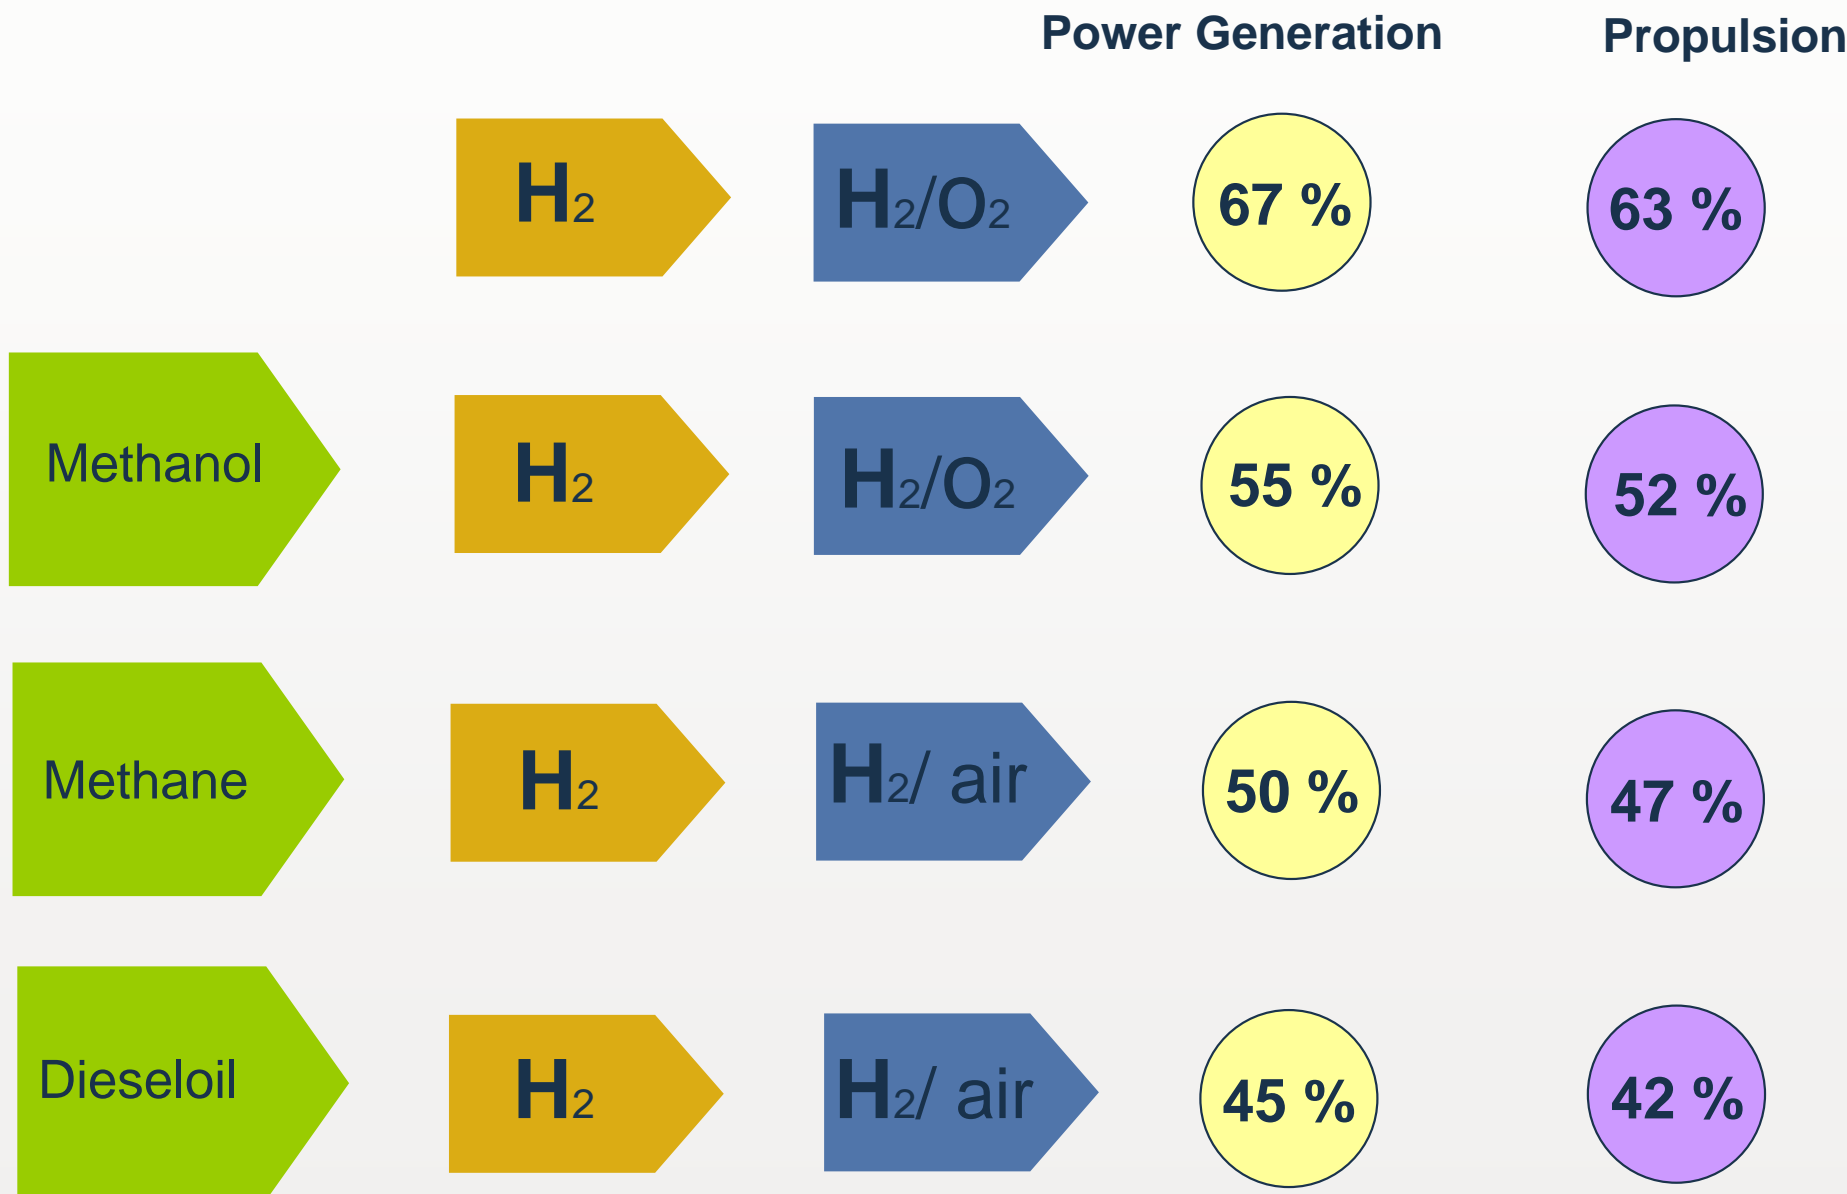 Power Generation Propulsion
H₂ H₂/O₂ 67 % 63 %
Methanol H₂ H₂/O₂ 55 % 52 %
Methane H₂ H₂/ air 50 % 47 %
Dieseloil H₂ H₂/ air 45 % 42 %